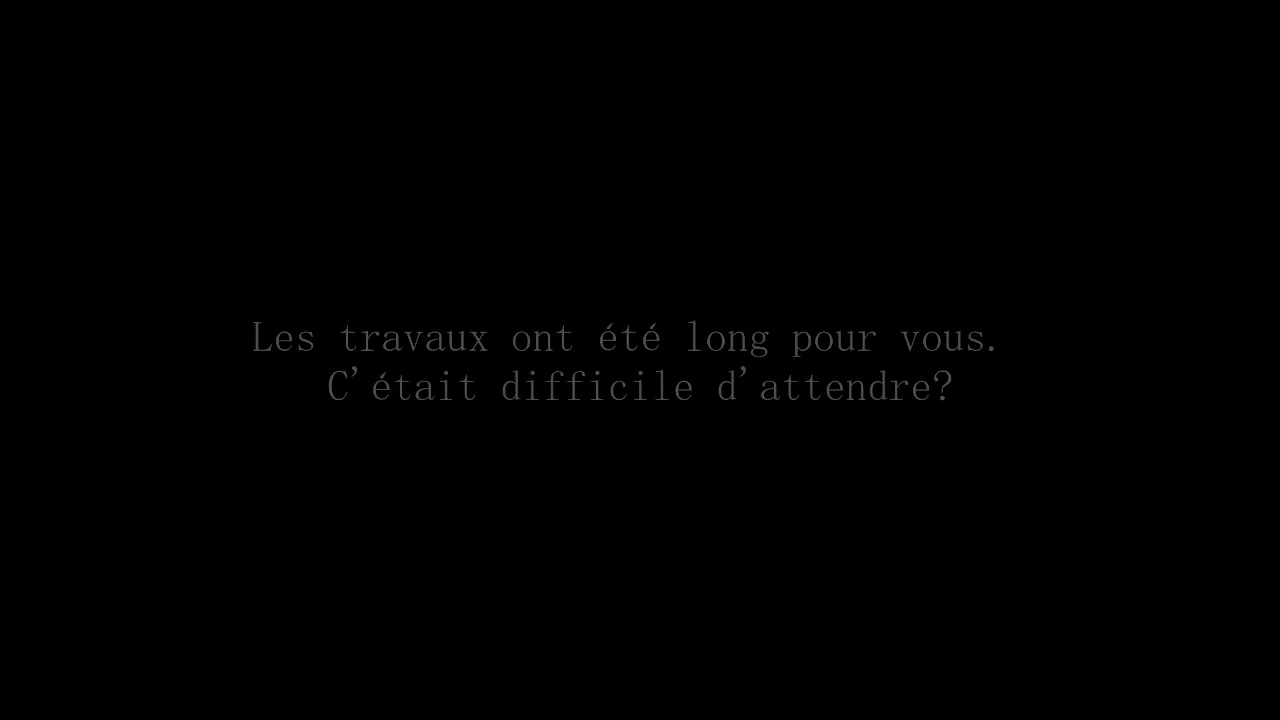 Les travaux ont été long pour vous.
C'était difficile d'attendre?